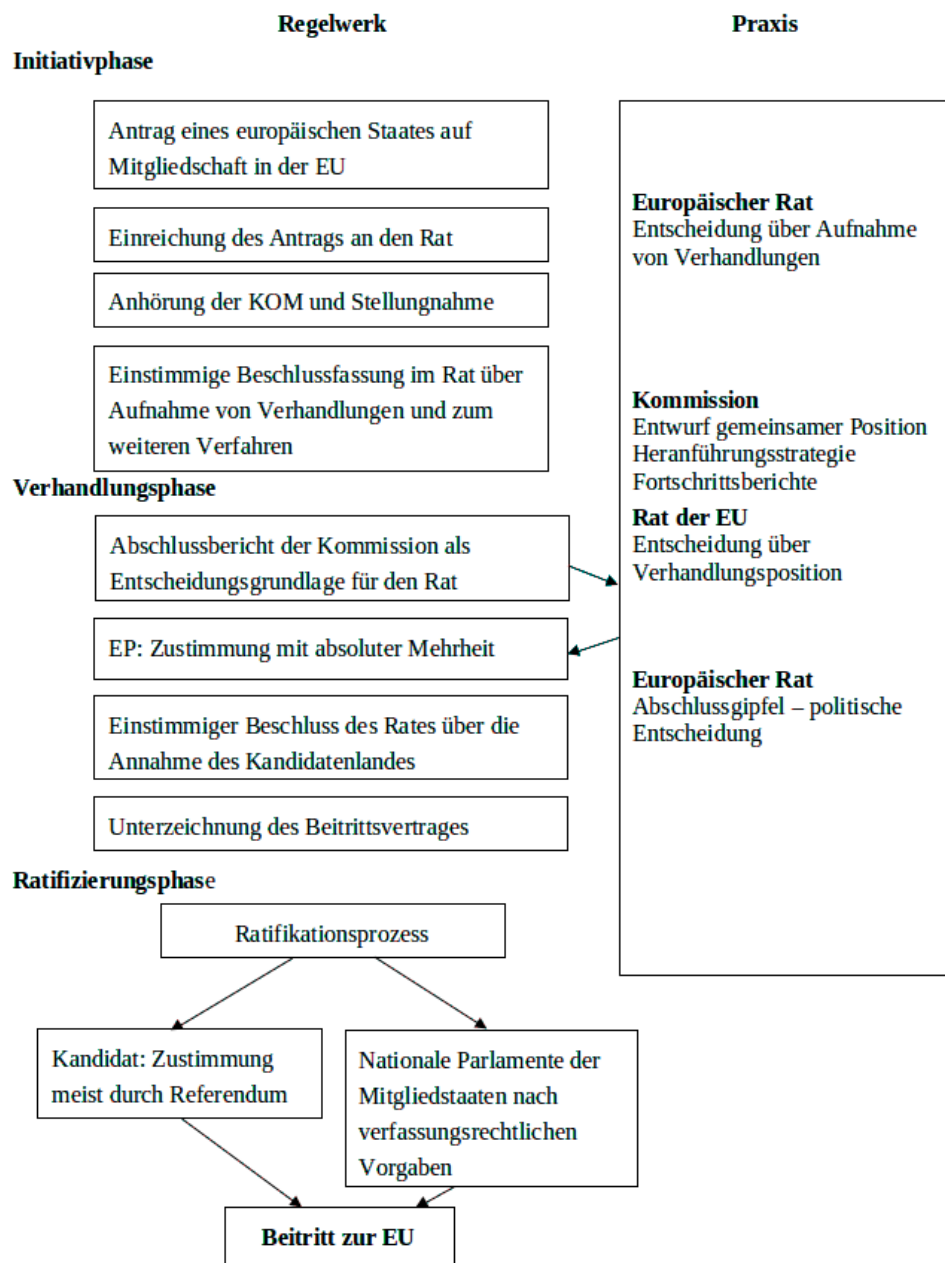 Regelwerk
Praxis
Initiativphase
Antrag eines europäischen Staates auf
Mitgliedschaft in der EU
Einreichung des Antrags an den Rat
Anhörung der KOM und Stellungnahme
Einstimmige Beschlussfassung im Rat über
Aufnahme von Verhandlungen und zum
weiteren Verfahren
Verhandlungsphase
Abschlussbericht der Kommission als
Entscheidungsgrundlage für den Rat
EP: Zustimmung mit absoluter Mehrheit
Einstimmiger Beschluss des Rates über die
Annahme des Kandidatenlandes
Unterzeichnung des Beitrittsvertrages
Europäischer Rat
Entscheidung über Aufnahme
von Verhandlungen
Kommission
Entwurf gemeinsamer Position
Heranführungsstrategie
Fortschrittsberichte
Rat der EU
Entscheidung über
Verhandlungsposition
Europäischer Rat
Abschlussgipfel – politische
Entscheidung
Ratifizierungsphase
Ratifikationsprozess
Kandidat: Zustimmung
meist durch Referendum
Nationale Parlamente der
Mitgliedstaaten nach
verfassungsrechtlichen
Vorgaben
Beitritt zur EU